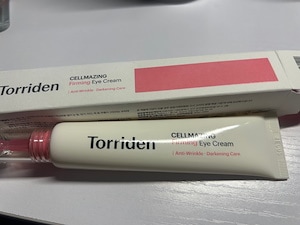 Torriden
CELLMAZING
Firming Eye Cream
| Anti-Wrinkle · Darkening Care
Torriden
CELLMAZING
Firming Eye Cream
| Anti-Wrinkle · Darkening Care